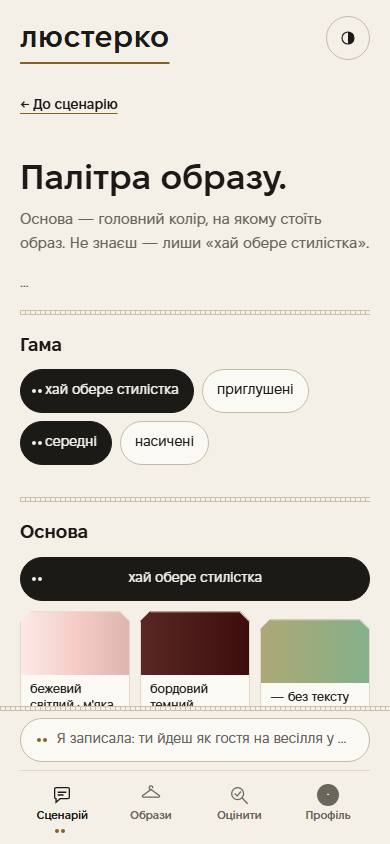 люстерко
← До сценарію
Палітра образу.
Основа — головний колір, на якому стоїть
образ. Не знаєш — лиши «хай обере стилістка».
...
Гама
хай обере стилістка
приглушені
середні
насичені
Основа
хай обере стилістка
бежевий
світлий · м'яка
бордовий
темний
— без тексту
Я записала: ти йдеш як гостя на весілля у ...
Сценарій
Образи
Оцінити
Профіль